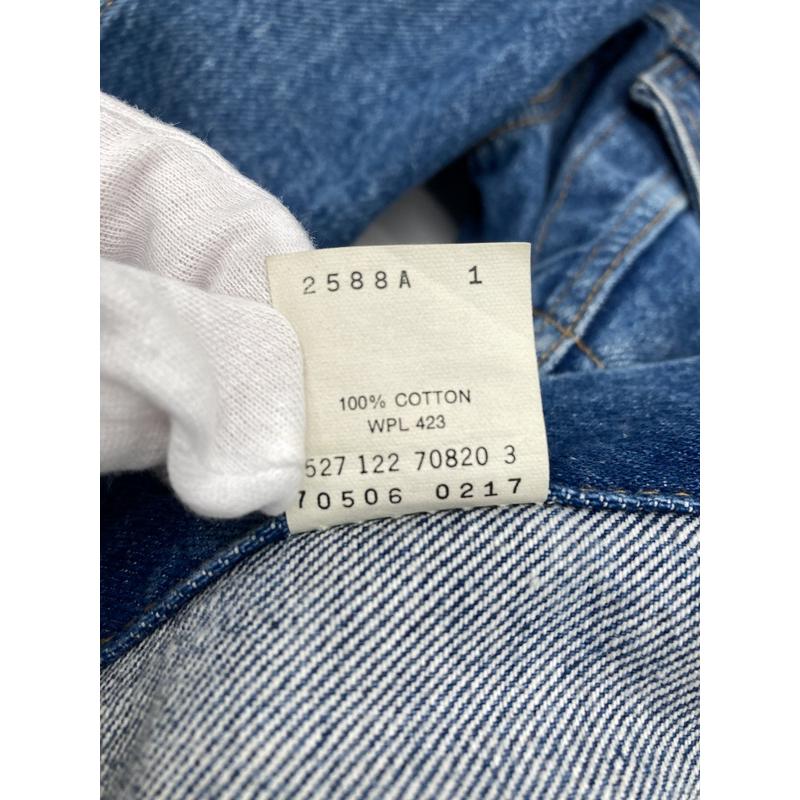 2588A 1
100% COTTON
WPL 423
527 122 70820 3
70506 0217